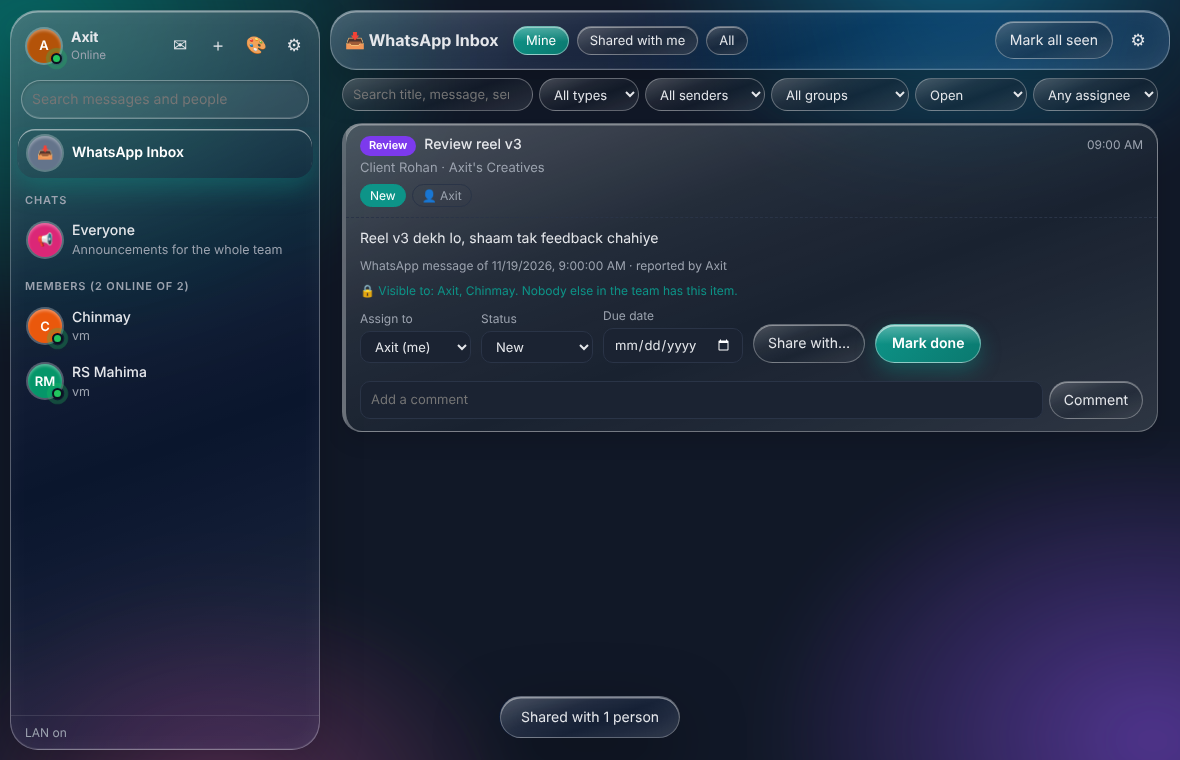 A
Axit
Online
Search messages and people
WhatsApp Inbox
CHATS
Everyone
Announcements for the whole team
MEMBERS (2 ONLINE OF 2)
C
Chinmay
vm
RM
RS Mahima
vm
LAN on
WhatsApp Inbox
Mine
Shared with me
All
Mark all seen
Search title, message, sen
All types
All senders
All groups
Open
Any assignee
Review
Review reel v3
09:00 AM
Client Rohan · Axit's Creatives
New
Axit
Reel v3 dekh lo, shaam tak feedback chahiye
WhatsApp message of 11/19/2026, 9:00:00 AM · reported by Axit
Visible to: Axit, Chinmay. Nobody else in the team has this item.
Assign to
Status
Due date
Axit (me)
New
mm/dd/yyyy
Share with...
Mark done
Add a comment
Comment
Shared with 1 person